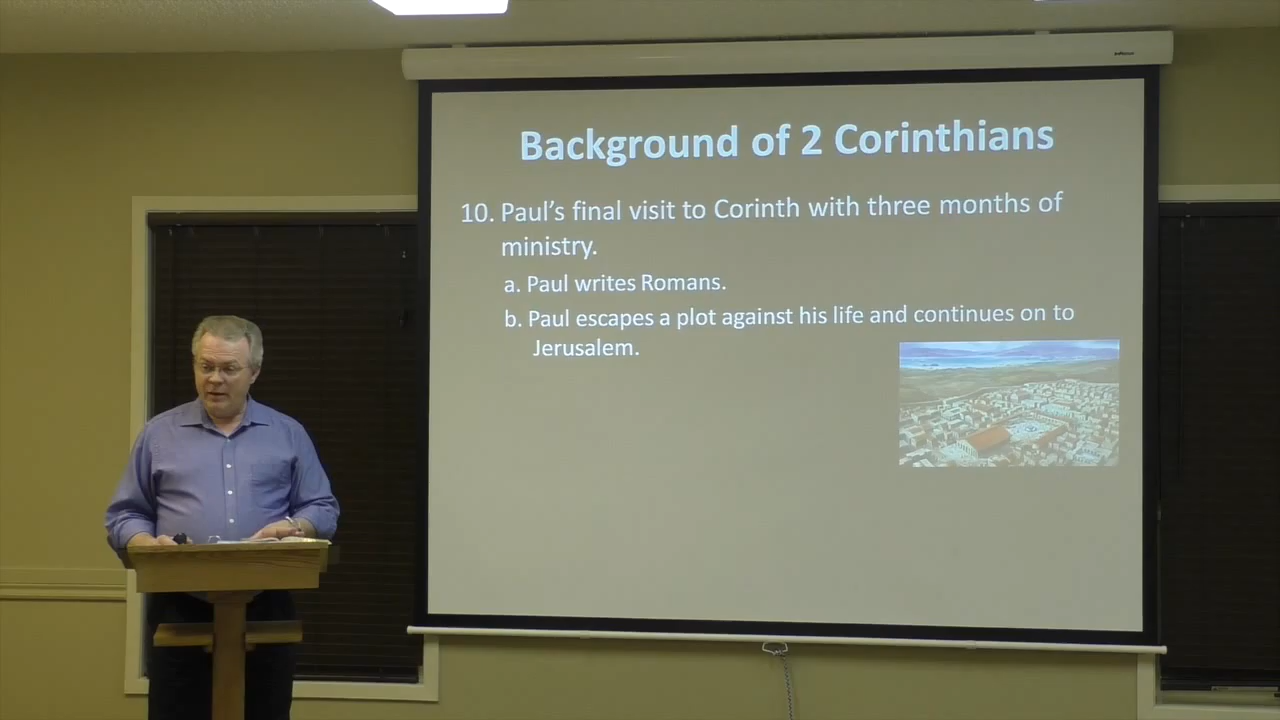 Background of 2 Corinthians
10. Paul’s final visit to Corinth with three months of
ministry.
a. Paul writes Romans.
b. Paul escapes a plot against his life and continues on to
Jerusalem.